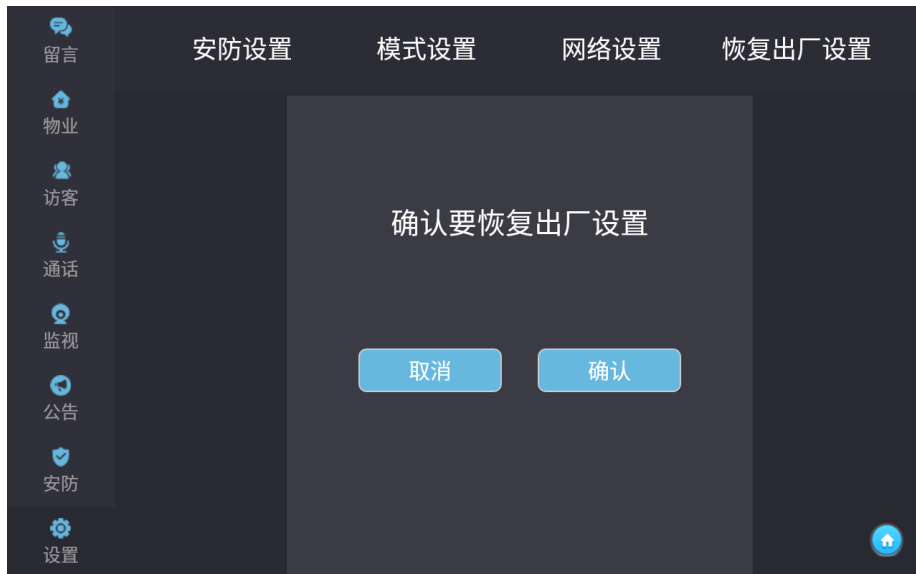 留言
物业
访客
通话
监视
公告
安防
设置
安防设置 模式设置 网络设置 恢复出厂设置
确认要恢复出厂设置
取消 确认